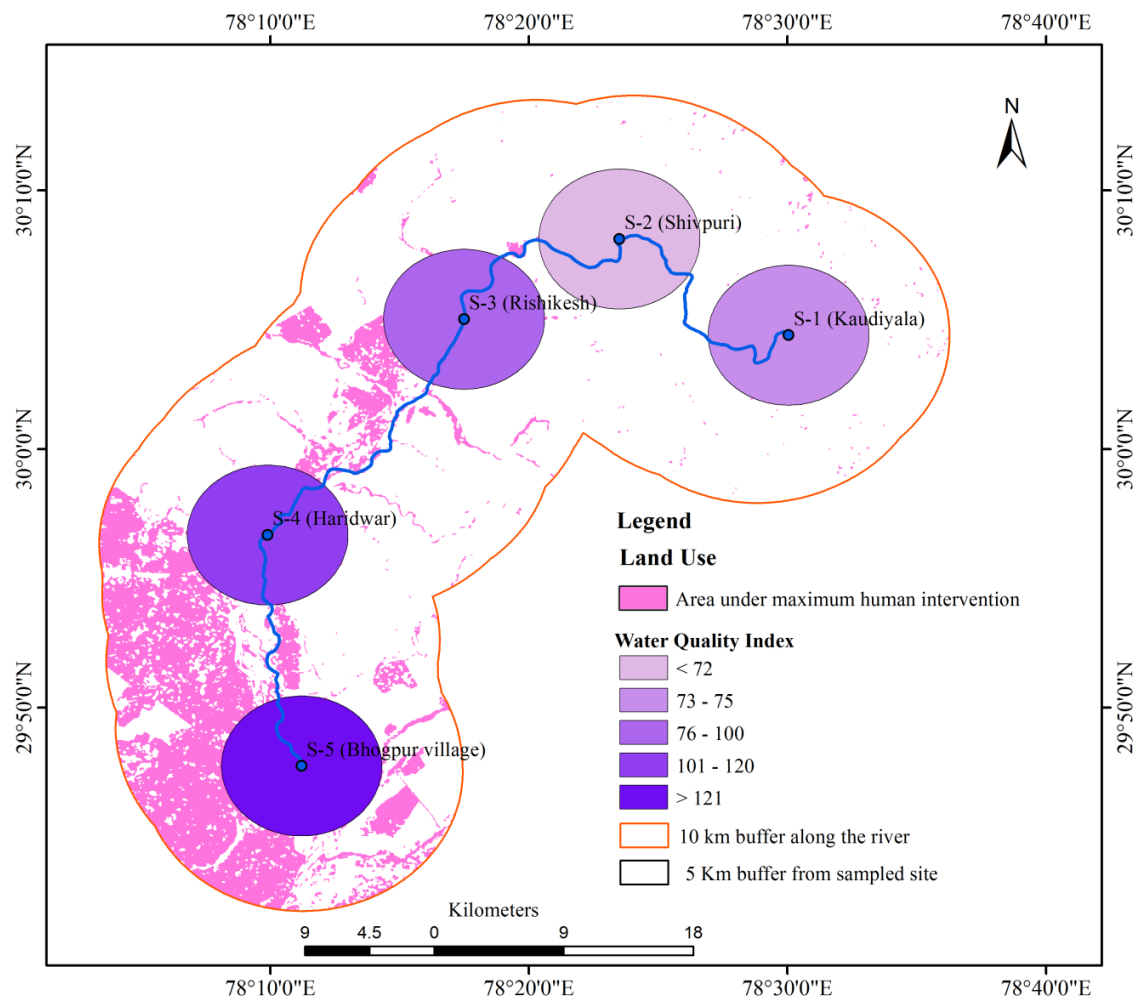 78°10'0"E 78°20'0"E 78°30'0"E 78°40'0"E
N
30°10'0"N 30°10'0"N
S-2 (Shivpuri)
S-3 (Rishikesh)
S-1 (Kaudiyala)
30°0'0"N 30°0'0"N
S-4 (Haridwar)
Legend
Land Use
Area under maximum human intervention
Water Quality Index
< 72
73 - 75
76 - 100
101 - 120
> 121
10 km buffer along the river
5 Km buffer from sampled site
29°50'0"N 29°50'0"N
S-5 (Bhogpur village)
Kilometers
9 4.5 0 9 18
78°10'0"E 78°20'0"E 78°30'0"E 78°40'0"E